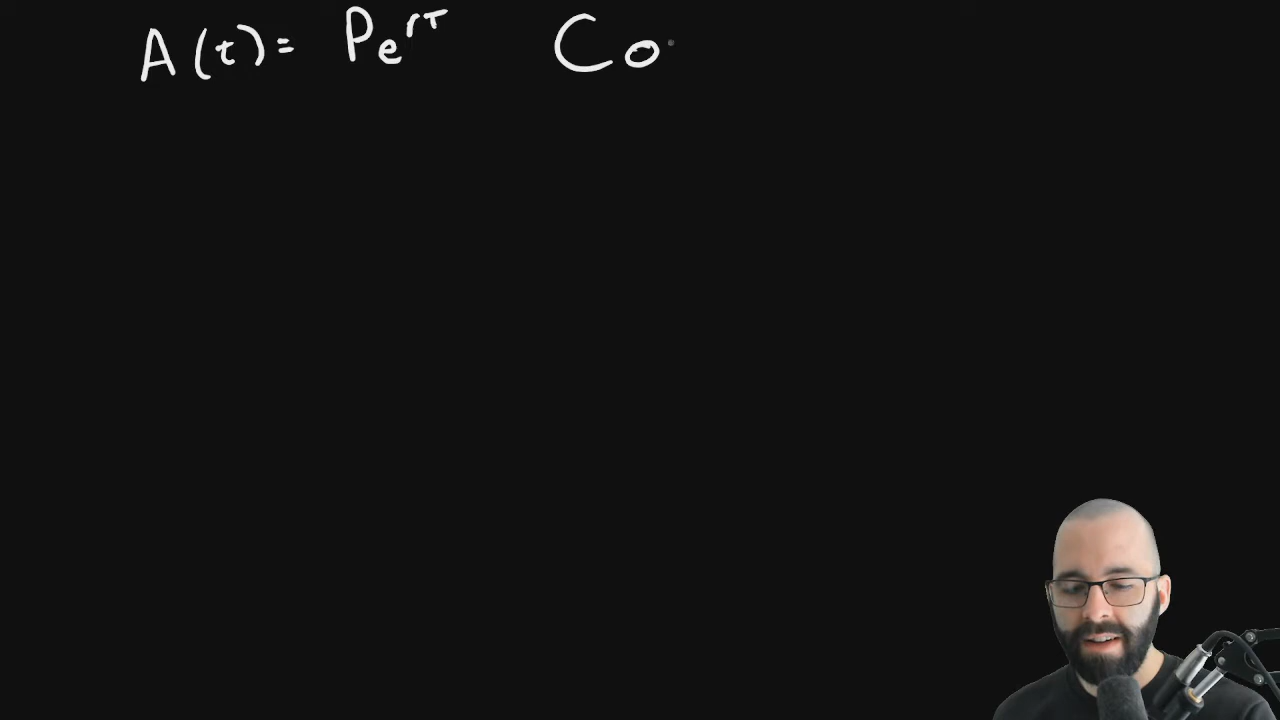 A(t) = Pe^{rt} Co